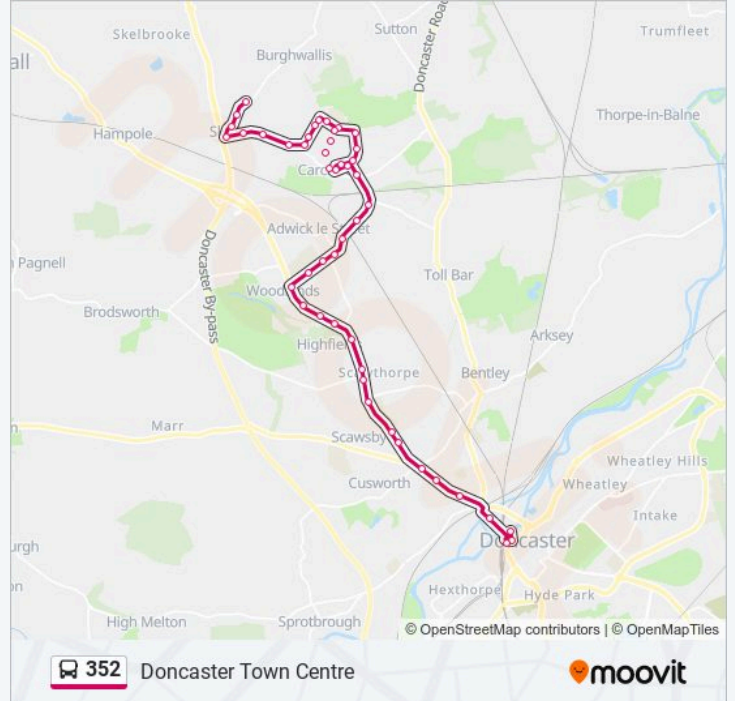 Skelbrooke
Sutton
Trumfleet
Burghwallis
all
Doncaster Road
Thorpe-in-Balne
Hampole
Adwick le Street
Pagnell
Toll Bar
Doncaster By-pass
Brodsworth
Arksey
Bentley
Marr
Scawsby
Wheatley Hills
Cusworth
Wheatley
Intake
urgh
Doncaster
on
Hexthorpe
Hyde Park
High Melton
Sprotbrough
© OpenStreetMap contributors | © OpenMapTiles
352 Doncaster Town Centre
moovit